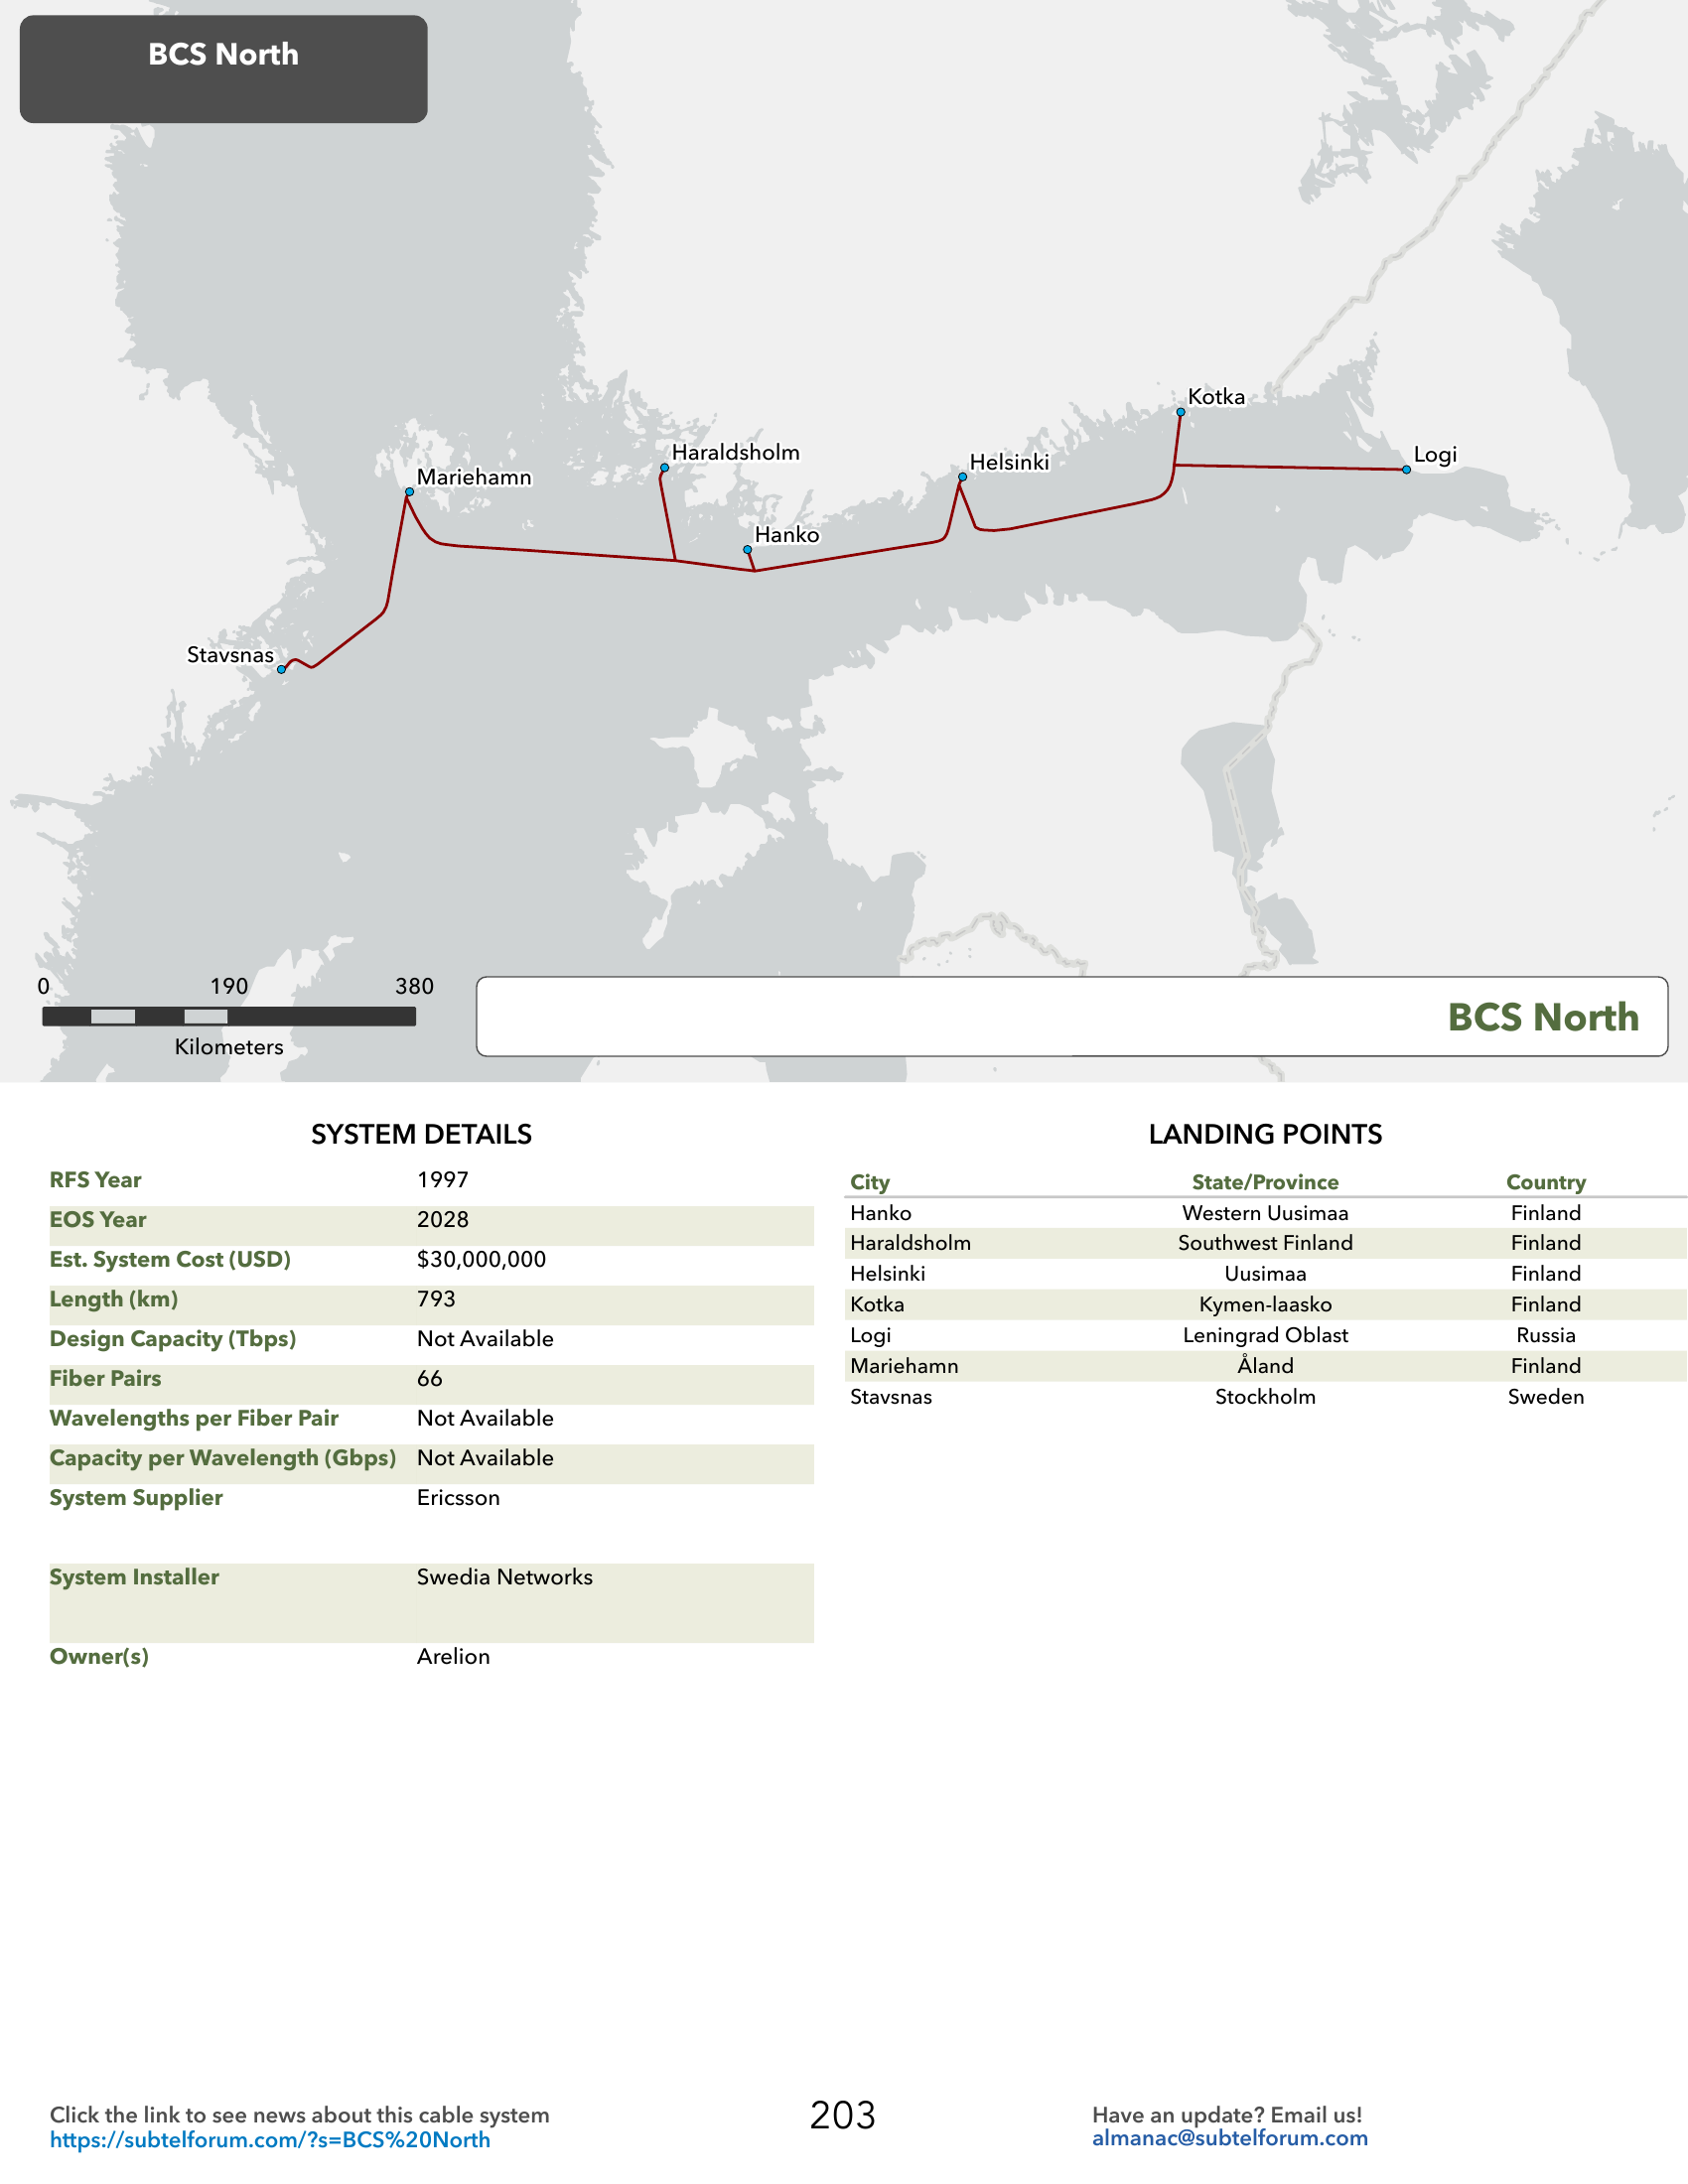 BCS North
Kotka
Logi
Haraldsholm
Helsinki
Mariehamn
Hanko
Stavsnas
0 190 380
Kilometers
BCS North
SYSTEM DETAILS
RFS Year 1997
EOS Year 2028
Est. System Cost (USD) $30,000,000
Length (km) 793
Design Capacity (Tbps) Not Available
Fiber Pairs 66
Wavelengths per Fiber Pair Not Available
Capacity per Wavelength (Gbps) Not Available
System Supplier Ericsson
System Installer Swedia Networks
Owner(s) Arelion
LANDING POINTS
City State/Province Country
Hanko Western Uusimaa Finland
Haraldsholm Southwest Finland Finland
Helsinki Uusimaa Finland
Kotka Kymen-laasko Finland
Logi Leningrad Oblast Russia
Mariehamn Åland Finland
Stavsnas Stockholm Sweden
Click the link to see news about this cable system
https://subtelforum.com/?s=BCS%20North
203
Have an update? Email us!
almanac@subtelforum.com